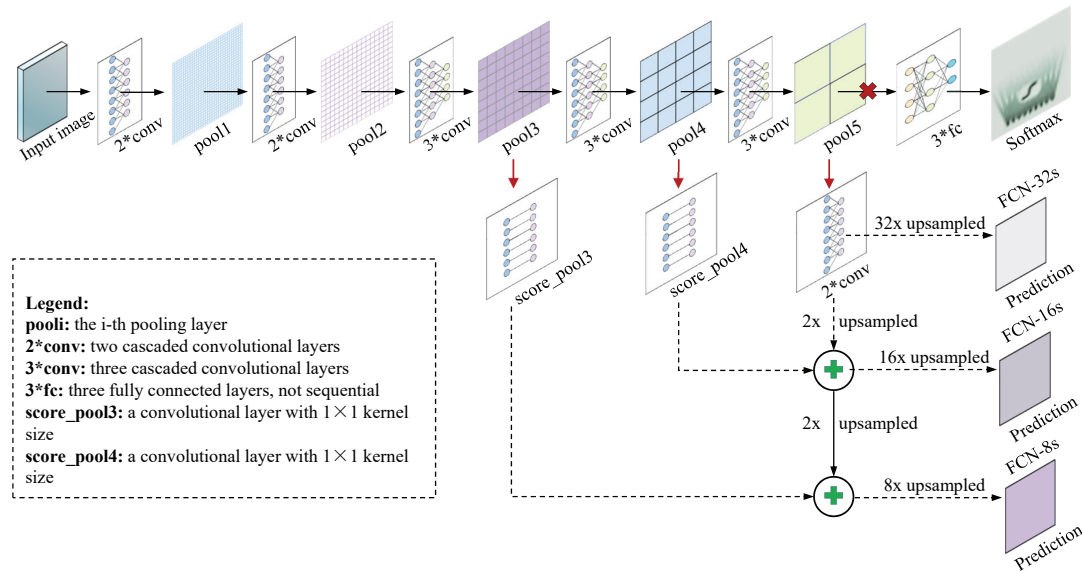 Input image
2*conv
pool1
2*conv
pool2
3*conv
pool3
3*conv
pool4
3*conv
pool5
3*fc
Softmax
score_pool3
score_pool4
2*conv
32x upsampled
FCN-32s
Prediction
2x upsampled
16x upsampled
FCN-16s
Prediction
2x upsampled
8x upsampled
FCN-8s
Prediction
Legend:
pooli: the i-th pooling layer
2*conv: two cascaded convolutional layers
3*conv: three cascaded convolutional layers
3*fc: three fully connected layers, not sequential
score_pool3: a convolutional layer with 1×1 kernel
size
score_pool4: a convolutional layer with 1×1 kernel
size